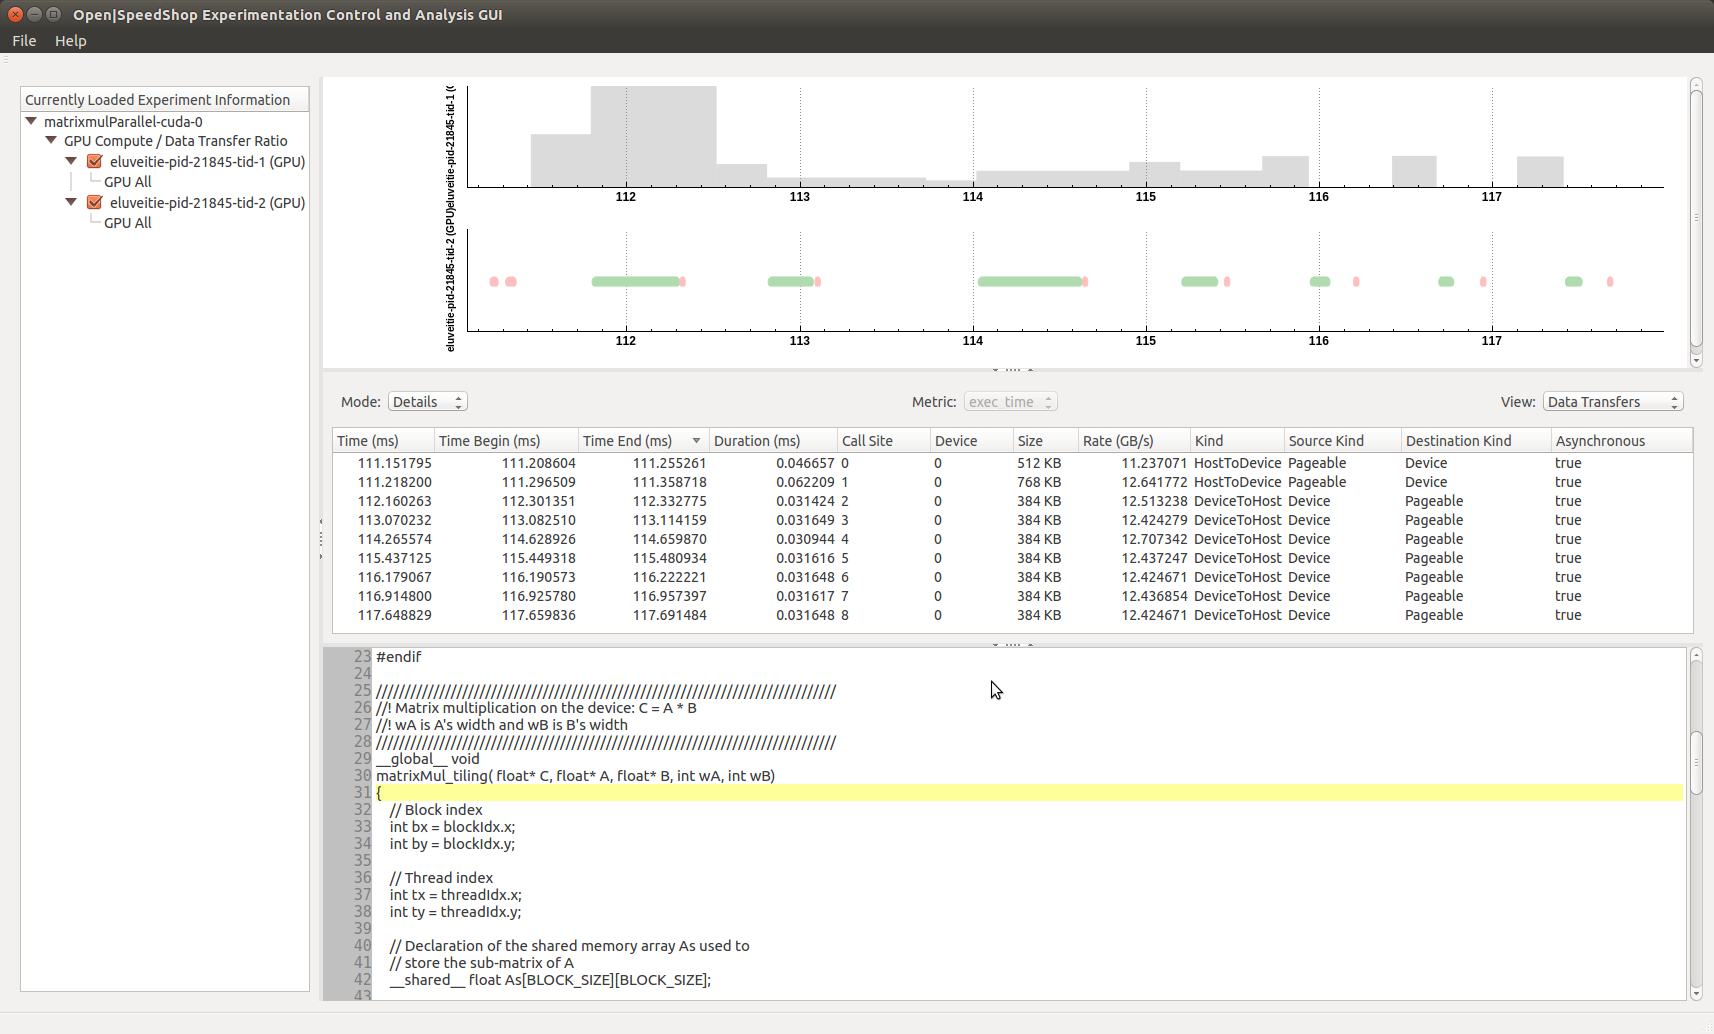 Open|SpeedShop Experimentation Control and Analysis GUI
File Help
Currently Loaded Experiment Information
matrixmulParallel-cuda-0
GPU Compute / Data Transfer Ratio
eluveitie-pid-21845-tid-1 (GPU)
GPU All
eluveitie-pid-21845-tid-2 (GPU)
GPU All
eluveitie-pid-21845-tid-1 (
112 113 114 115 116 117
eluveitie-pid-21845-tid-2 (GPU)
112 113 114 115 116 117
Mode: Details Metric: exec_time View: Data Transfers
Time (ms) Time Begin (ms) Time End (ms) Duration (ms) Call Site Device Size Rate (GB/s) Kind Source Kind Destination Kind Asynchronous
111.151795 111.208604 111.255261 0.046657 0 0 512 KB 11.237071 HostToDevice Pageable Device true
111.218200 111.296509 111.358718 0.062209 1 0 768 KB 12.641772 HostToDevice Pageable Device true
112.160263 112.301351 112.332775 0.031424 2 0 384 KB 12.513238 DeviceToHost Device Pageable true
113.070232 113.082510 113.114159 0.031649 3 0 384 KB 12.424279 DeviceToHost Device Pageable true
114.265574 114.628926 114.659870 0.030944 4 0 384 KB 12.707342 DeviceToHost Device Pageable true
115.437125 115.449318 115.480934 0.031616 5 0 384 KB 12.437247 DeviceToHost Device Pageable true
116.179067 116.190573 116.222221 0.031648 6 0 384 KB 12.424671 DeviceToHost Device Pageable true
116.914800 116.925780 116.957397 0.031617 7 0 384 KB 12.436854 DeviceToHost Device Pageable true
117.648829 117.659836 117.691484 0.031648 8 0 384 KB 12.424671 DeviceToHost Device Pageable true
23 #endif
24
25 ////////////////////////////////////////////////////////////////////////////////
26 //! Matrix multiplication on the device: C = A * B
27 //! wA is A's width and wB is B's width
28 ////////////////////////////////////////////////////////////////////////////////
29 __global__ void
30 matrixMul_tiling( float* C, float* A, float* B, int wA, int wB)
31 {
32 // Block index
33 int bx = blockIdx.x;
34 int by = blockIdx.y;
35
36 // Thread index
37 int tx = threadIdx.x;
38 int ty = threadIdx.y;
39
40 // Declaration of the shared memory array As used to
41 // store the sub-matrix of A
42 __shared__ float As[BLOCK_SIZE][BLOCK_SIZE];
43